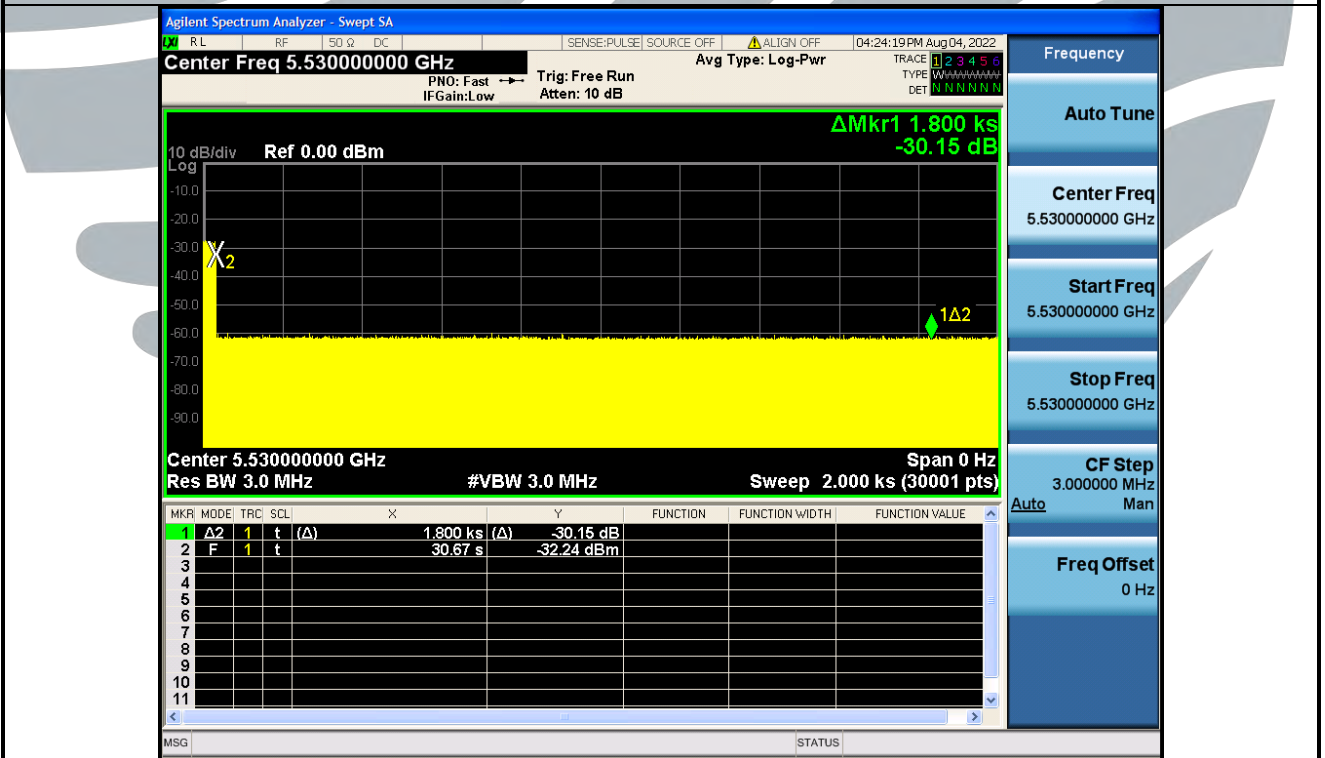 Agilent Spectrum Analyzer - Swept SA
LXI RL RF 50 Ω DC SENSE:PULSE SOURCE OFF ALIGN OFF 04:24:19 PM Aug 04, 2022
Center Freq 5.530000000 GHz
PNO: Fast
IFGain:Low
Trig: Free Run
Atten: 10 dB
Avg Type: Log-Pwr
TRACE 1 2 3 4 5 6
TYPE WWWWWW
DET N N N N N N
ΔMkr1 1.800 ks
-30.15 dB
10 dB/div Ref 0.00 dBm
Log
-10.0
-20.0
-30.0
-40.0
-50.0
-60.0
-70.0
-80.0
-90.0
X2
1Δ2
Center 5.530000000 GHz Span 0 Hz
Res BW 3.0 MHz #VBW 3.0 MHz Sweep 2.000 ks (30001 pts)
MKR MODE TRC SCL X Y FUNCTION FUNCTION WIDTH FUNCTION VALUE
1 Δ2 1 t (Δ) 1.800 ks (Δ) -30.15 dB
2 F 1 t 30.67 s -32.24 dBm
3
4
5
6
7
8
9
10
11
MSG STATUS
Frequency
Auto Tune
Center Freq
5.530000000 GHz
Start Freq
5.530000000 GHz
Stop Freq
5.530000000 GHz
CF Step
3.000000 MHz
Auto Man
Freq Offset
0 Hz